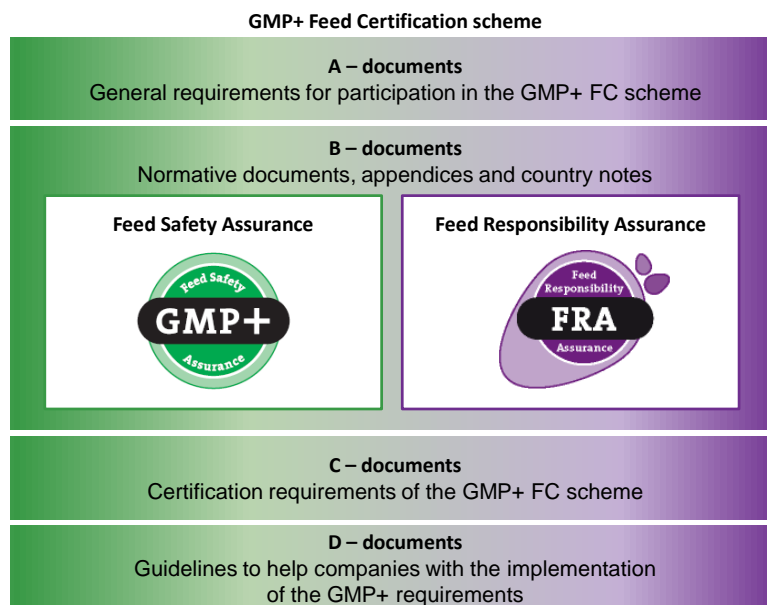 GMP+ Feed Certification scheme
A – documents
General requirements for participation in the GMP+ FC scheme
B – documents
Normative documents, appendices and country notes
Feed Safety Assurance
Feed Safety
GMP+
Assurance
Feed Responsibility Assurance
Feed
Responsibility
FRA
Assurance
C – documents
Certification requirements of the GMP+ FC scheme
D – documents
Guidelines to help companies with the implementation
of the GMP+ requirements